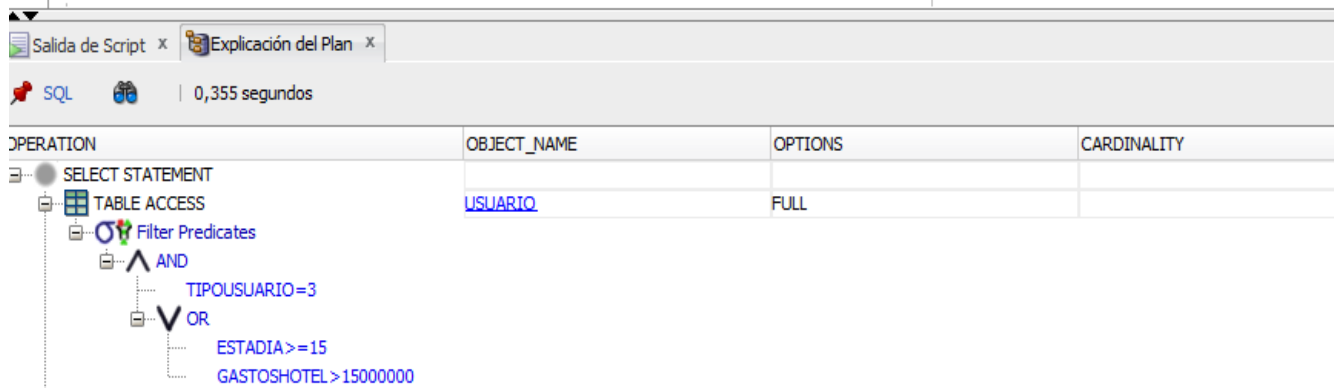 Salida de Script x Explicación del Plan x
SQL 0,355 segundos
OPERATION OBJECT_NAME OPTIONS CARDINALITY
SELECT STATEMENT
TABLE ACCESS USUARIO FULL
Filter Predicates
AND
TIPOUSUARIO=3
OR
ESTADIA>=15
GASTOSHOTEL>15000000